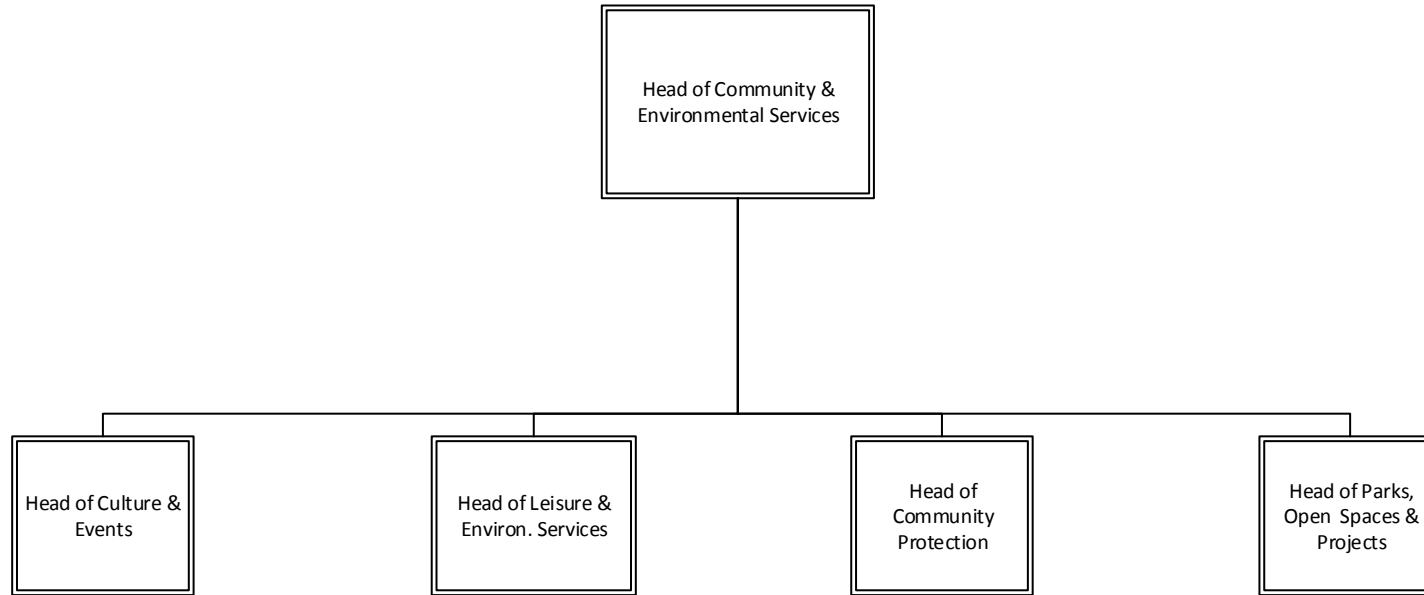 Head of Community &
Environmental Services
Head of Culture &
Events
Head of Leisure &
Environ. Services
Head of
Community
Protection
Head of Parks,
Open Spaces &
Projects